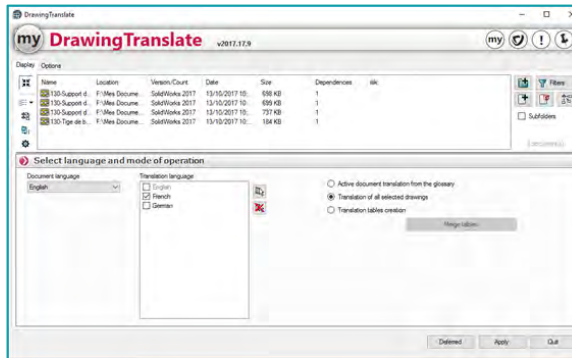 DrawingTranslate
my DrawingTranslate v2017.17,9 my
Display Options
Name Location Version/Count Date Size Dependences
130-Support d... F:\Mes Docume... SolidWorks 2017 13/10/2017 10:... 698 KB 1
130-Support d... F:\Mes Docume... SolidWorks 2017 13/10/2017 10:... 699 KB 1
130-Support d... F:\Mes Docume... SolidWorks 2017 13/10/2017 10:... 737 KB 1
130-Tige de b... F:\Mes Docume... SolidWorks 2017 13/10/2017 10:... 184 KB 1
Filters
Subfolders
Select language and mode of operation
Document language
English
Translation language
English
French
German
Active document translation from the glossary
Translation of all selected drawings
Translation tables creation
Merge tables
Deferred Apply Quit